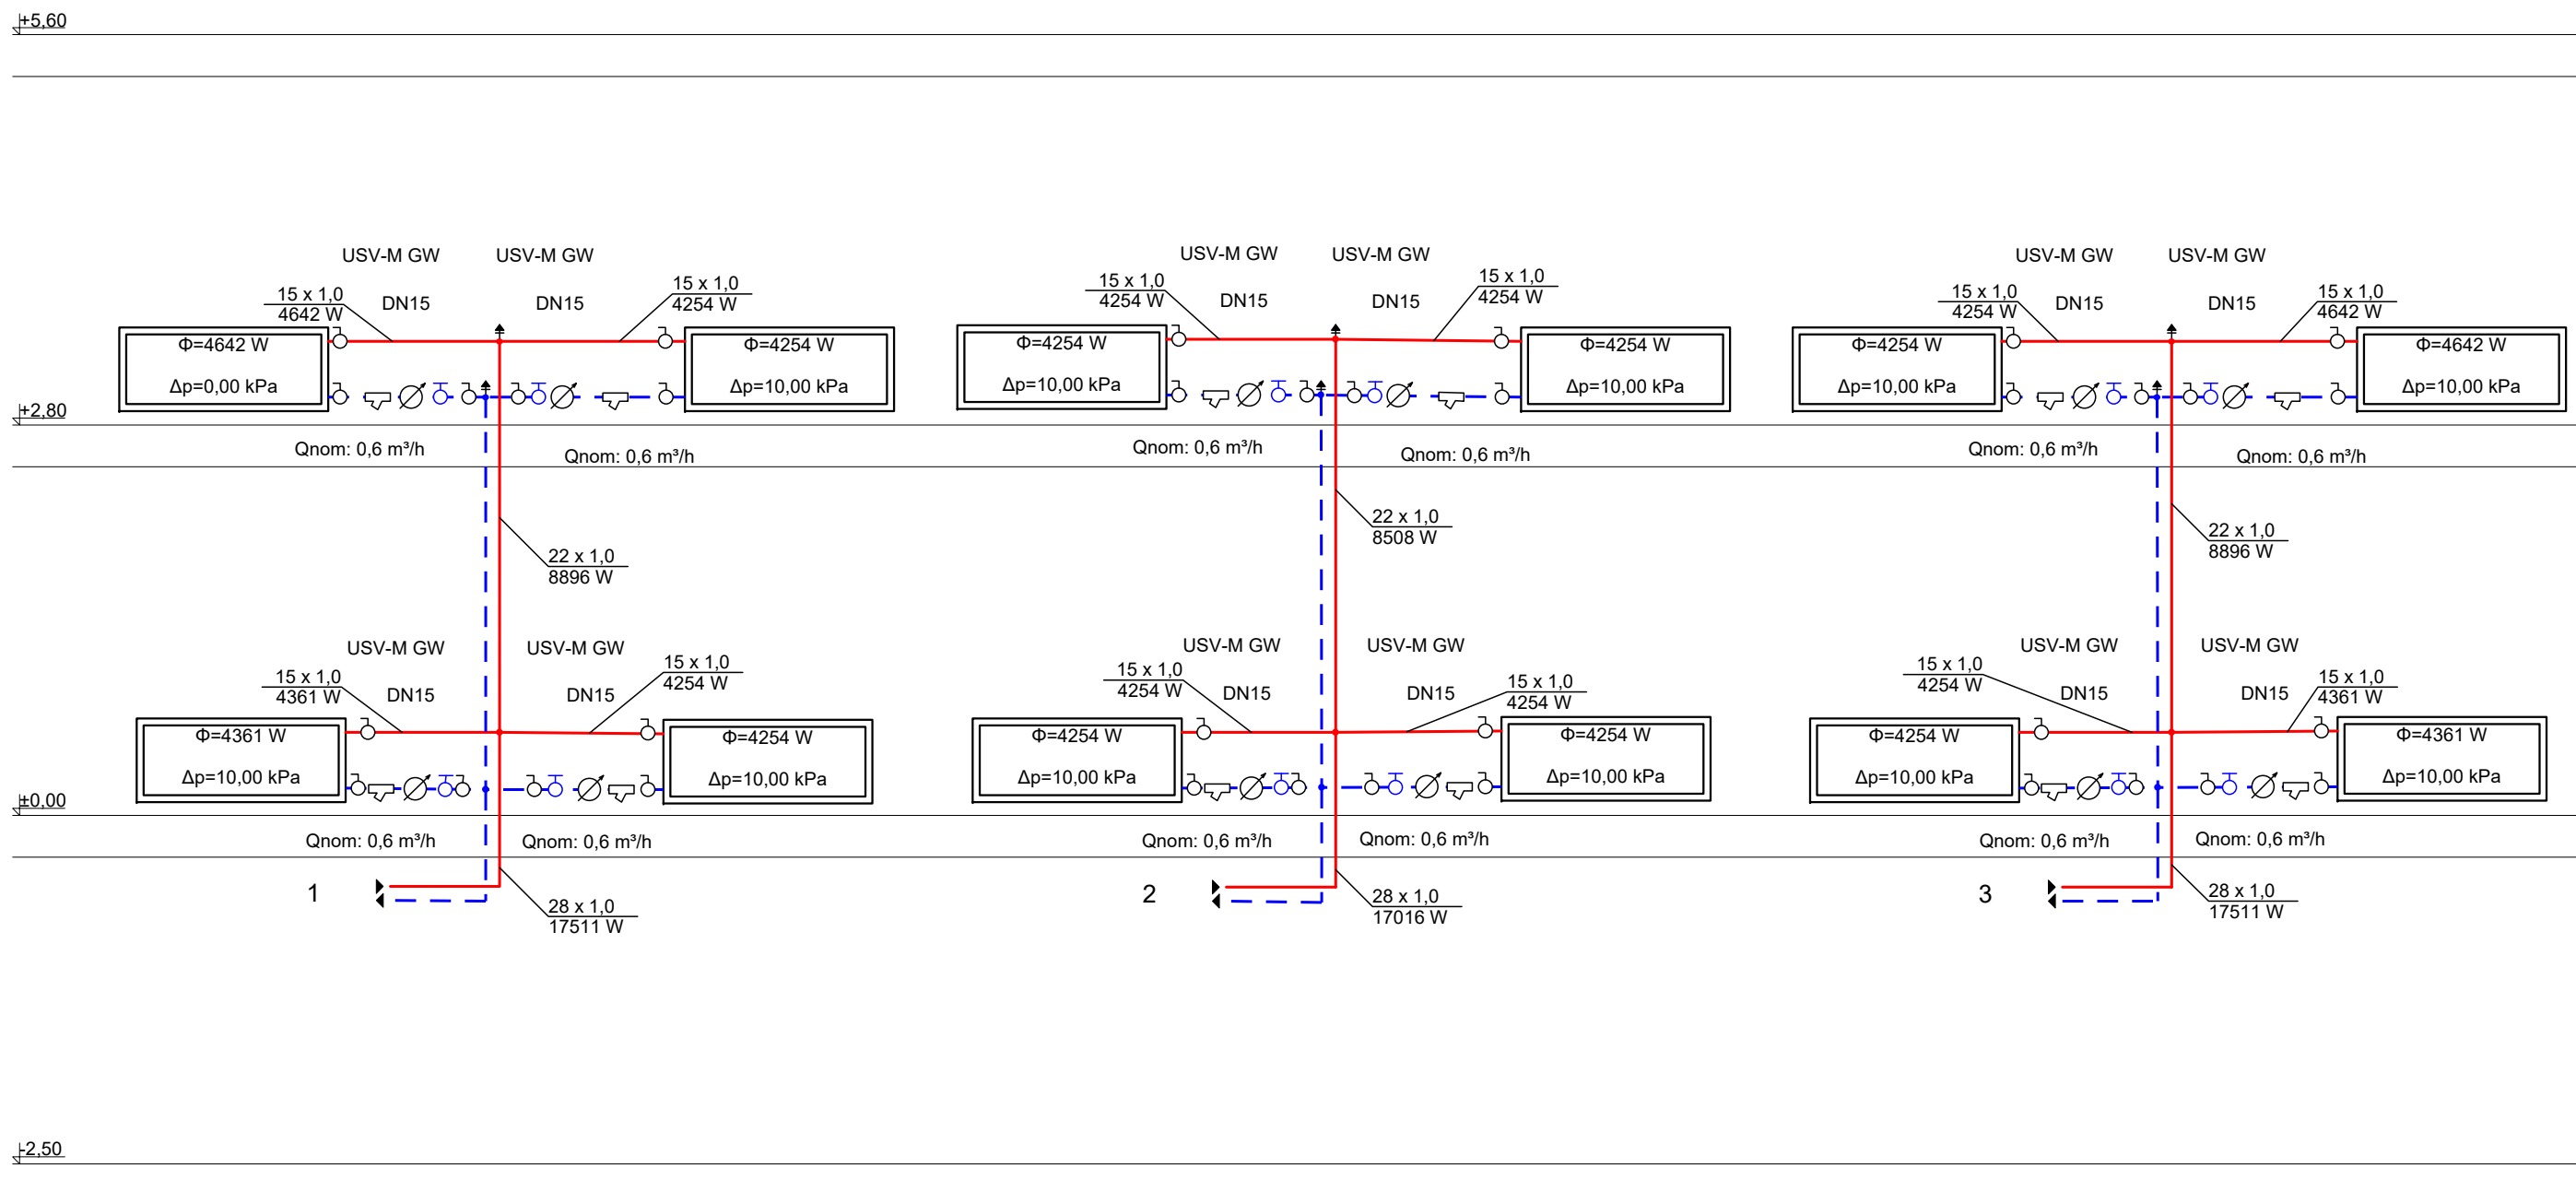 +5,60
USV-M GW USV-M GW USV-M GW USV-M GW USV-M GW USV-M GW
15 x 1,0 DN15 DN15 15 x 1,0 15 x 1,0 DN15 DN15 15 x 1,0 15 x 1,0 DN15 DN15 15 x 1,0
4642 W 4254 W 4254 W 4254 W 4254 W 4642 W
Φ=4642 W Φ=4254 W Φ=4254 W Φ=4254 W Φ=4254 W Φ=4642 W
Δp=0,00 kPa Δp=10,00 kPa Δp=10,00 kPa Δp=10,00 kPa Δp=10,00 kPa Δp=10,00 kPa
+2,80
Qnom: 0,6 m³/h Qnom: 0,6 m³/h Qnom: 0,6 m³/h Qnom: 0,6 m³/h Qnom: 0,6 m³/h Qnom: 0,6 m³/h
22 x 1,0 22 x 1,0 22 x 1,0
8896 W 8508 W 8896 W
USV-M GW USV-M GW USV-M GW USV-M GW USV-M GW USV-M GW
15 x 1,0 DN15 DN15 15 x 1,0 15 x 1,0 DN15 DN15 15 x 1,0 15 x 1,0 DN15 DN15 15 x 1,0
4361 W 4254 W 4254 W 4254 W 4254 W 4361 W
Φ=4361 W Φ=4254 W Φ=4254 W Φ=4254 W Φ=4254 W Φ=4361 W
Δp=10,00 kPa Δp=10,00 kPa Δp=10,00 kPa Δp=10,00 kPa Δp=10,00 kPa Δp=10,00 kPa
±0,00
Qnom: 0,6 m³/h Qnom: 0,6 m³/h Qnom: 0,6 m³/h Qnom: 0,6 m³/h Qnom: 0,6 m³/h Qnom: 0,6 m³/h
1 28 x 1,0 2 28 x 1,0 3 28 x 1,0
17511 W 17016 W 17511 W
-2,50